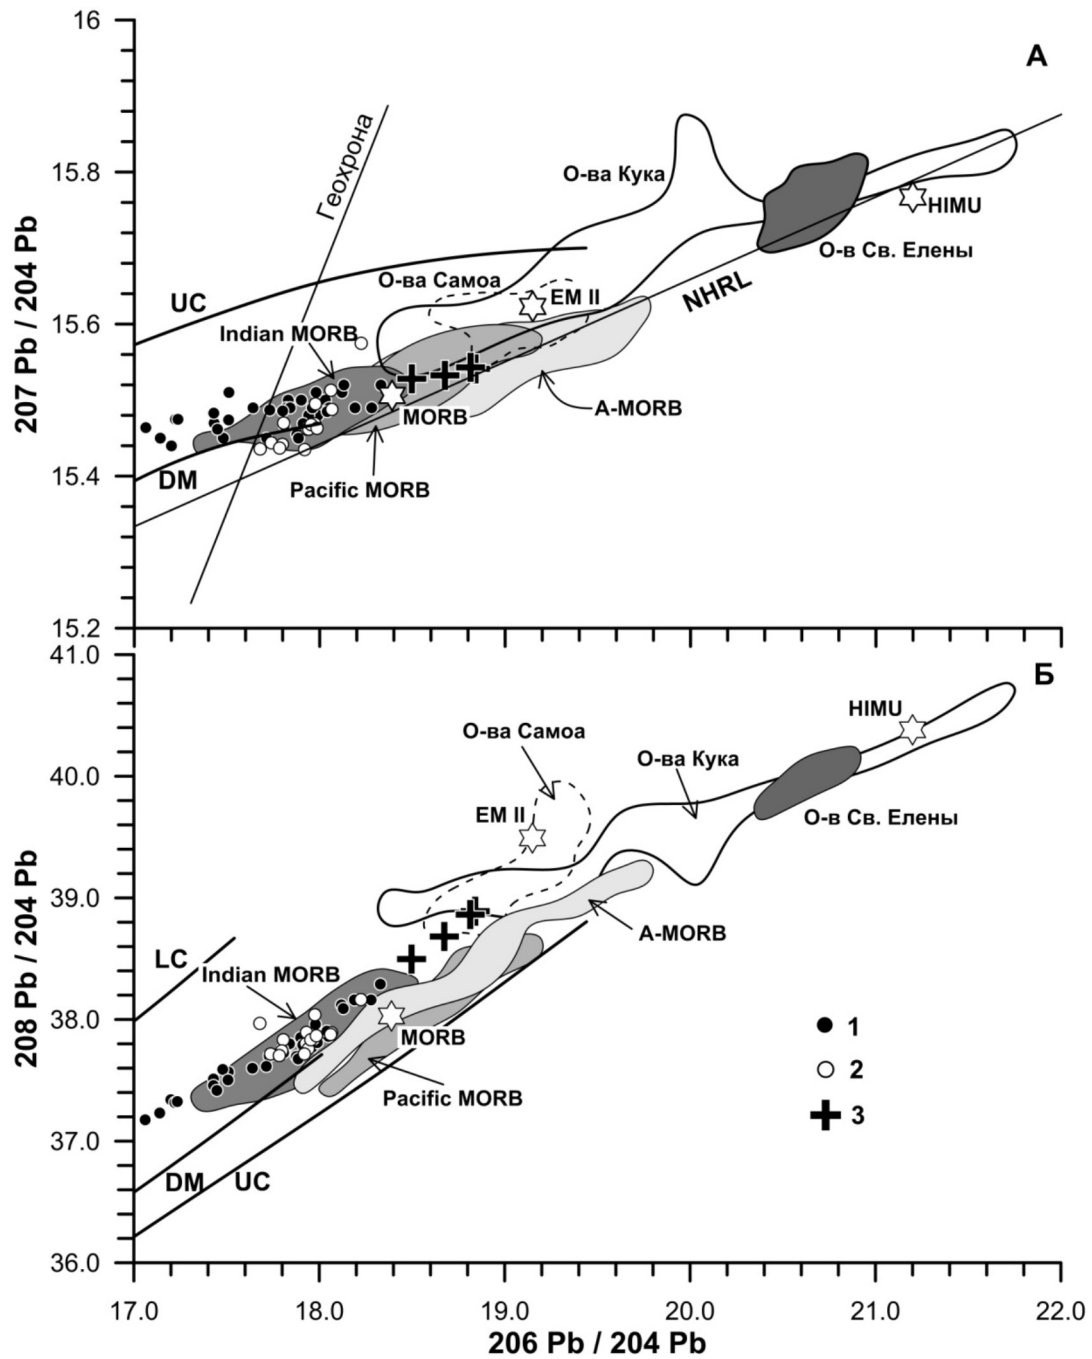 16
А
15.8
15.6
15.4
15.2
207 Pb / 204 Pb
Геохрона
О-ва Кука
HIMU
О-в Св. Елены
UC
О-ва Самоа
EM II
NHRL
Indian MORB
MORB
A-MORB
DM
Pacific MORB
41.0
Б
40.0
39.0
38.0
37.0
36.0
208 Pb / 204 Pb
HIMU
О-ва Самоа
О-ва Кука
EM II
О-в Св. Елены
A-MORB
LC
Indian MORB
MORB
Pacific MORB
1
2
3
DM
UC
17.0
18.0
19.0
20.0
21.0
22.0
206 Pb / 204 Pb